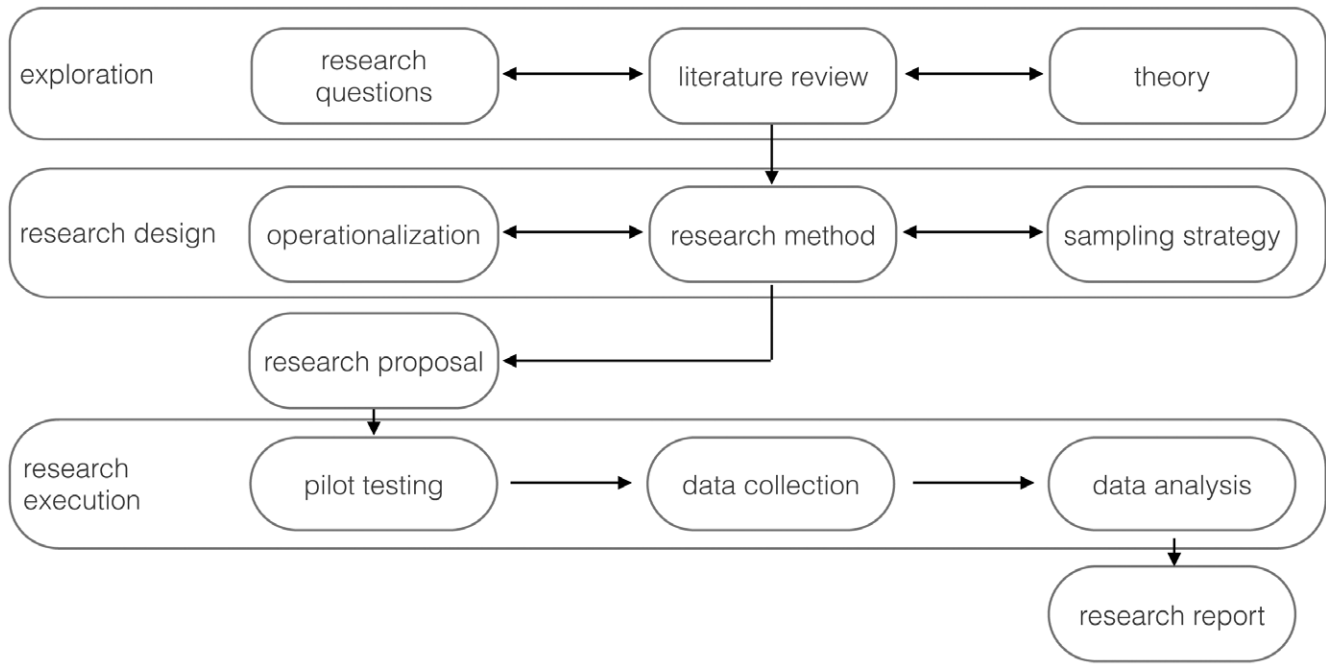 exploration
research
questions
literature review
theory
research design
operationalization
research method
sampling strategy
research proposal
research
execution
pilot testing
data collection
data analysis
research report